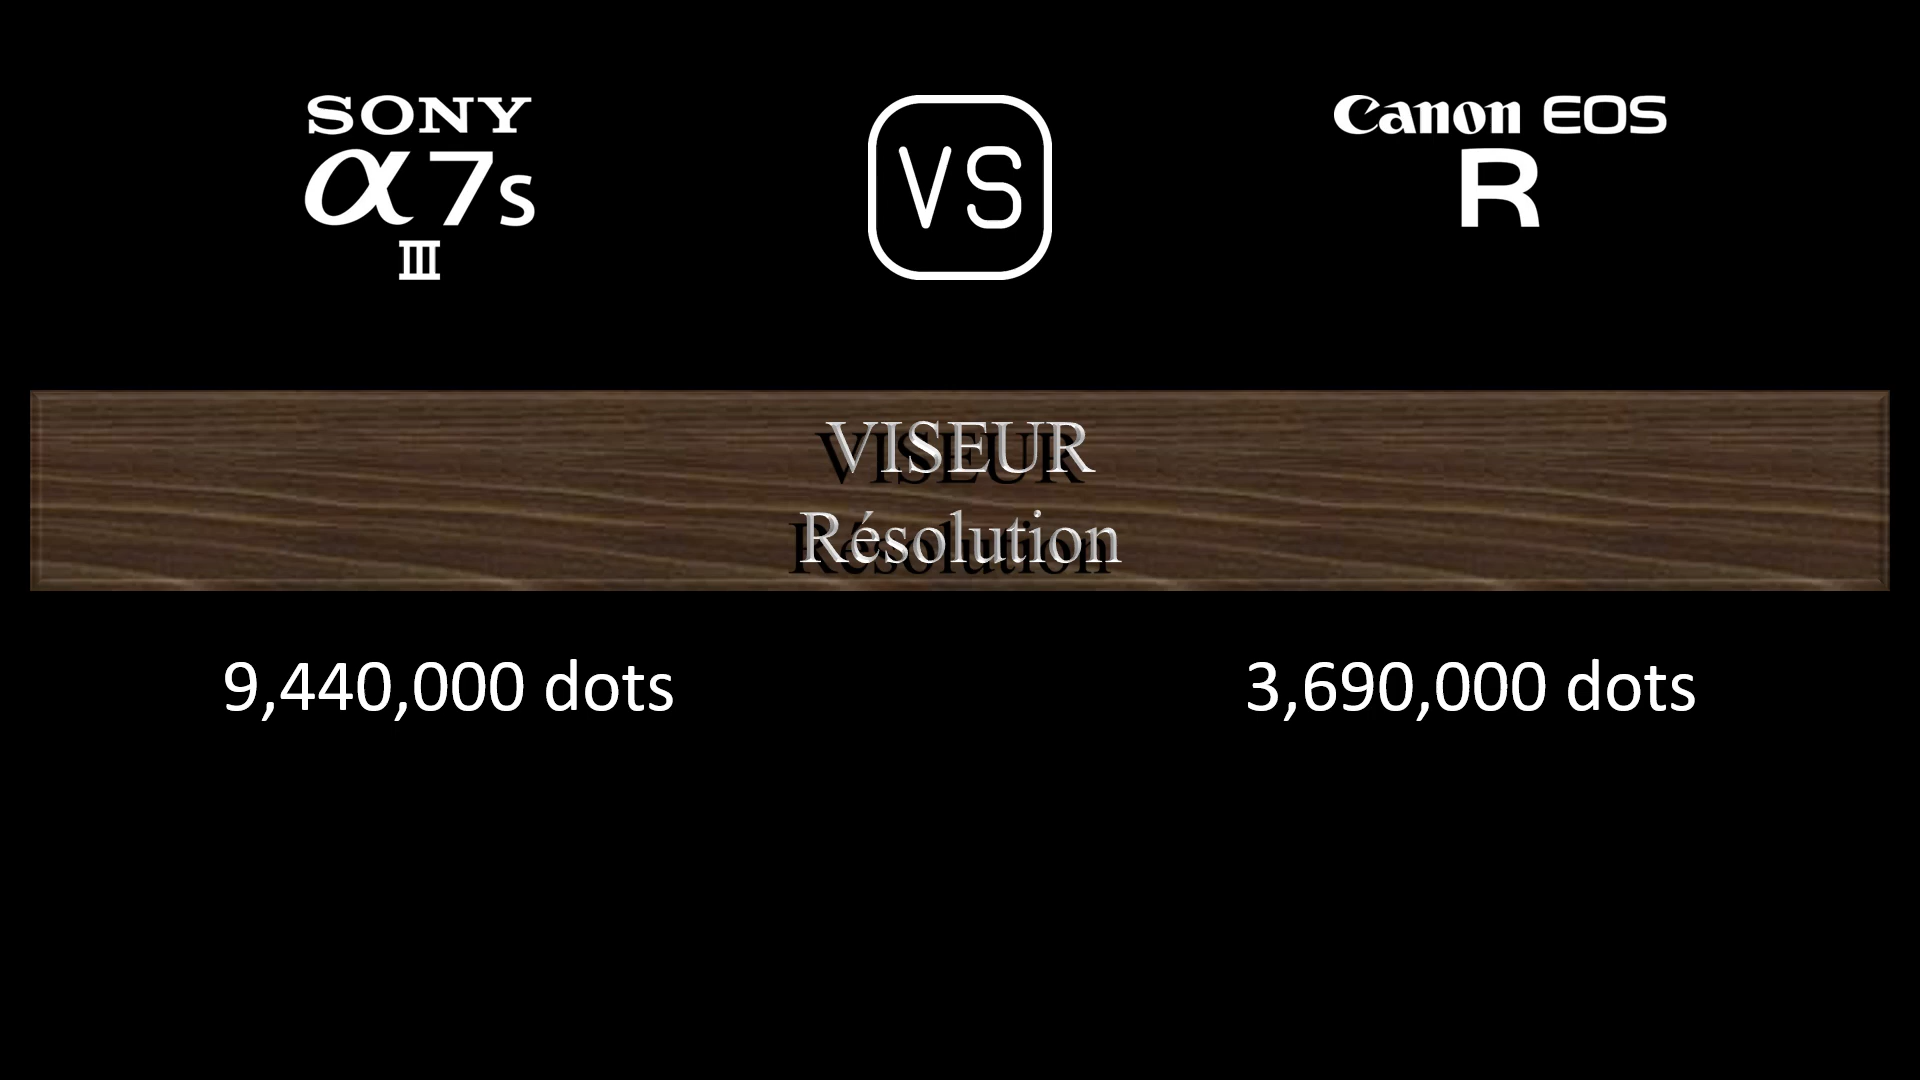 SONY
α7s
III
VS
Canon EOS
R
VISEUR
Résolution
9,440,000 dots
3,690,000 dots